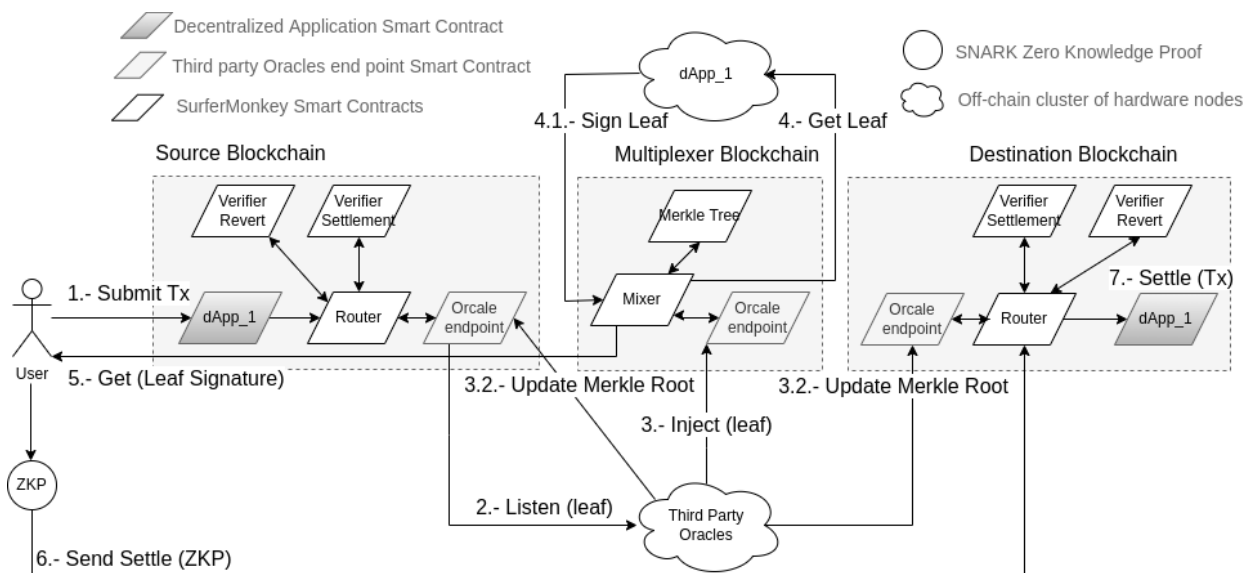 Decentralized Application Smart Contract
Third party Oracles end point Smart Contract
SurferMonkey Smart Contracts
SNARK Zero Knowledge Proof
Off-chain cluster of hardware nodes
dApp_1
4.1.- Sign Leaf
4.- Get Leaf
Source Blockchain
Multiplexer Blockchain
Destination Blockchain
Verifier
Revert
Verifier
Settlement
Merkle Tree
Verifier
Settlement
Verifier
Revert
1.- Submit Tx
dApp_1
Router
Orcale
endpoint
Mixer
Orcale
endpoint
Orcale
endpoint
Router
7.- Settle (Tx)
dApp_1
User
5.- Get (Leaf Signature)
3.2.- Update Merkle Root
3.2.- Update Merkle Root
3.- Inject (leaf)
ZKP
2.- Listen (leaf)
Third Party
Oracles
6.- Send Settle (ZKP)